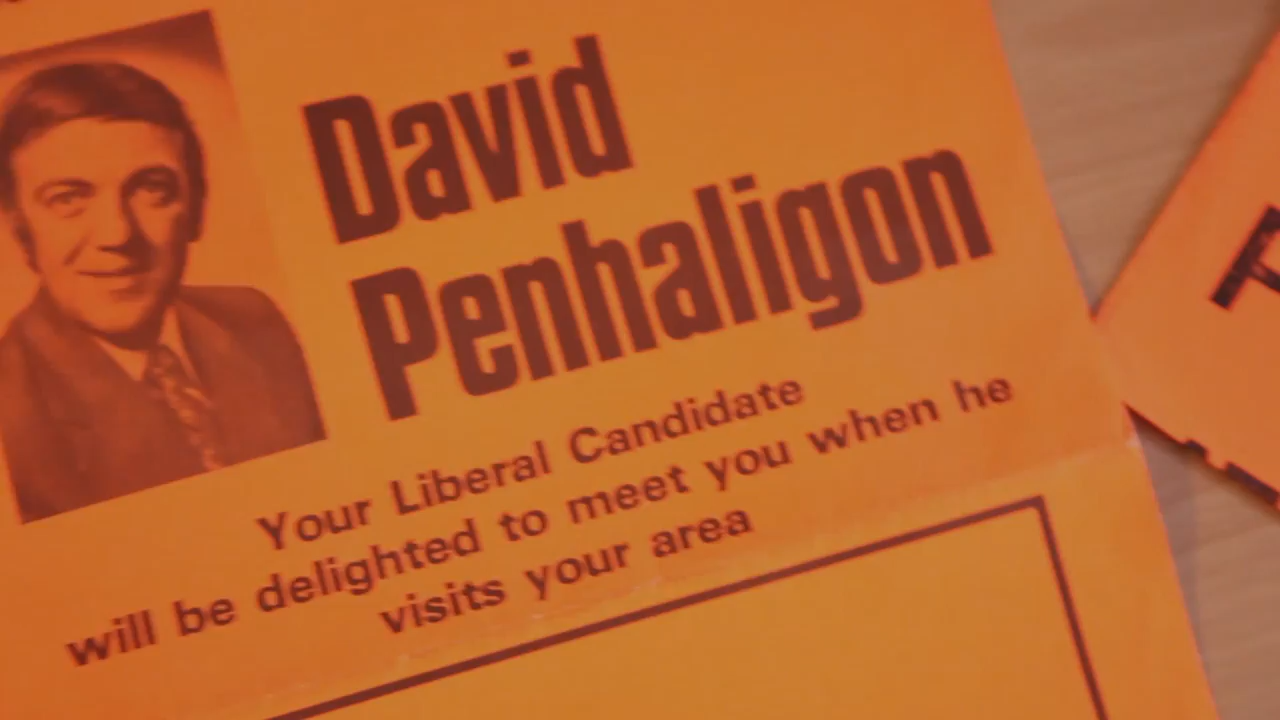 David
Penhaligon
Your Liberal Candidate
will be delighted to meet you when he
visits your area